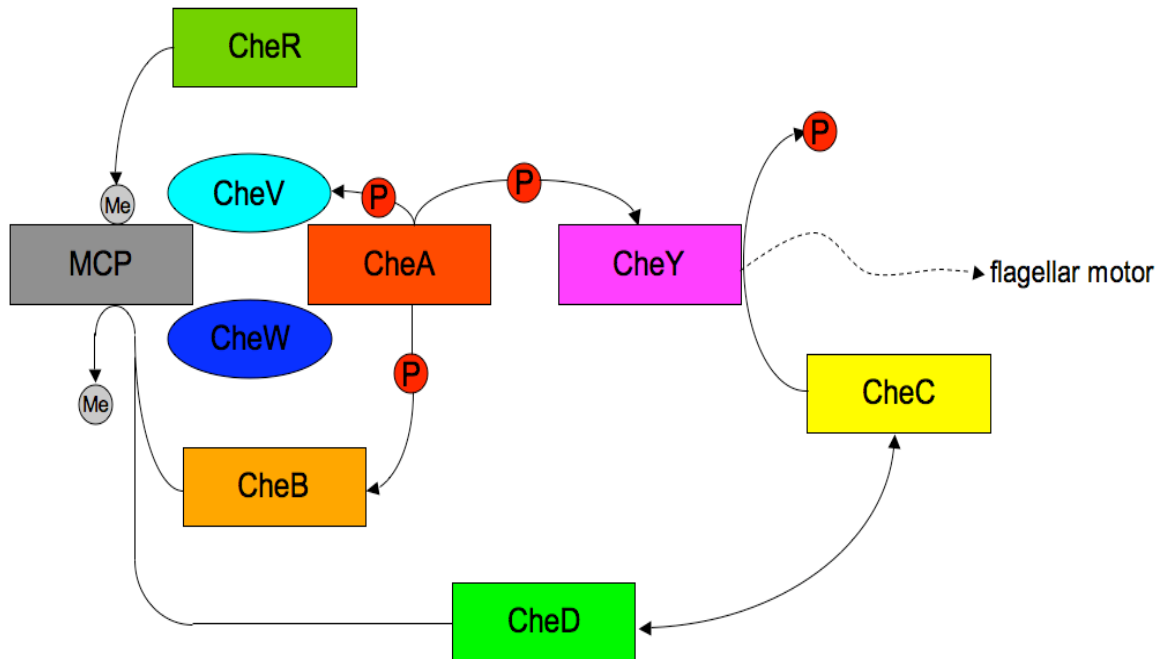 CheR
P
Me
CheV
P
P
MCP
CheA
CheY
flagellar motor
CheW
P
Me
CheC
CheB
CheD